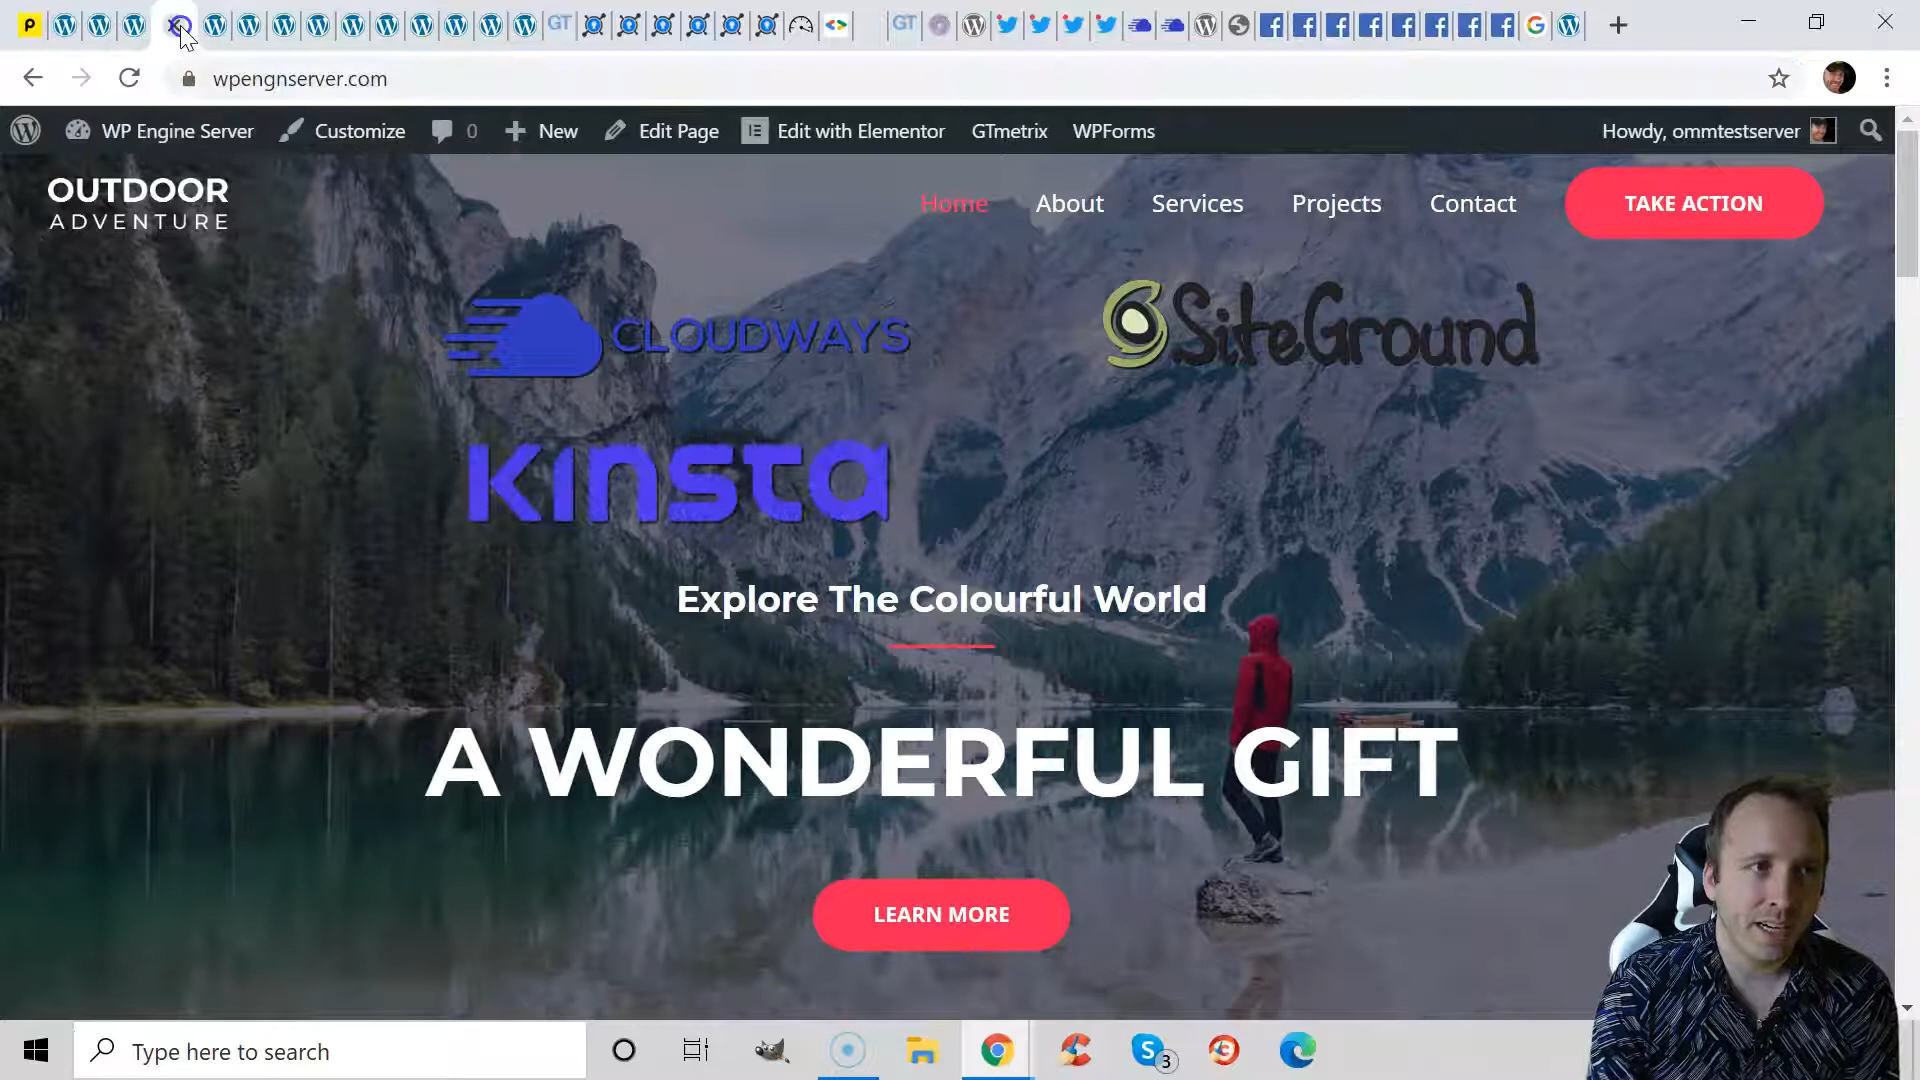 wpengnserver.com
WP Engine Server Customize 0 New Edit Page Edit with Elementor GTmetrix WPForms Howdy, ommtestserver
OUTDOOR
ADVENTURE
Home About Services Projects Contact TAKE ACTION
CLOUDWAYS
SiteGround
Kinsta
Explore The Colourful World
A WONDERFUL GIFT
LEARN MORE
Type here to search
3